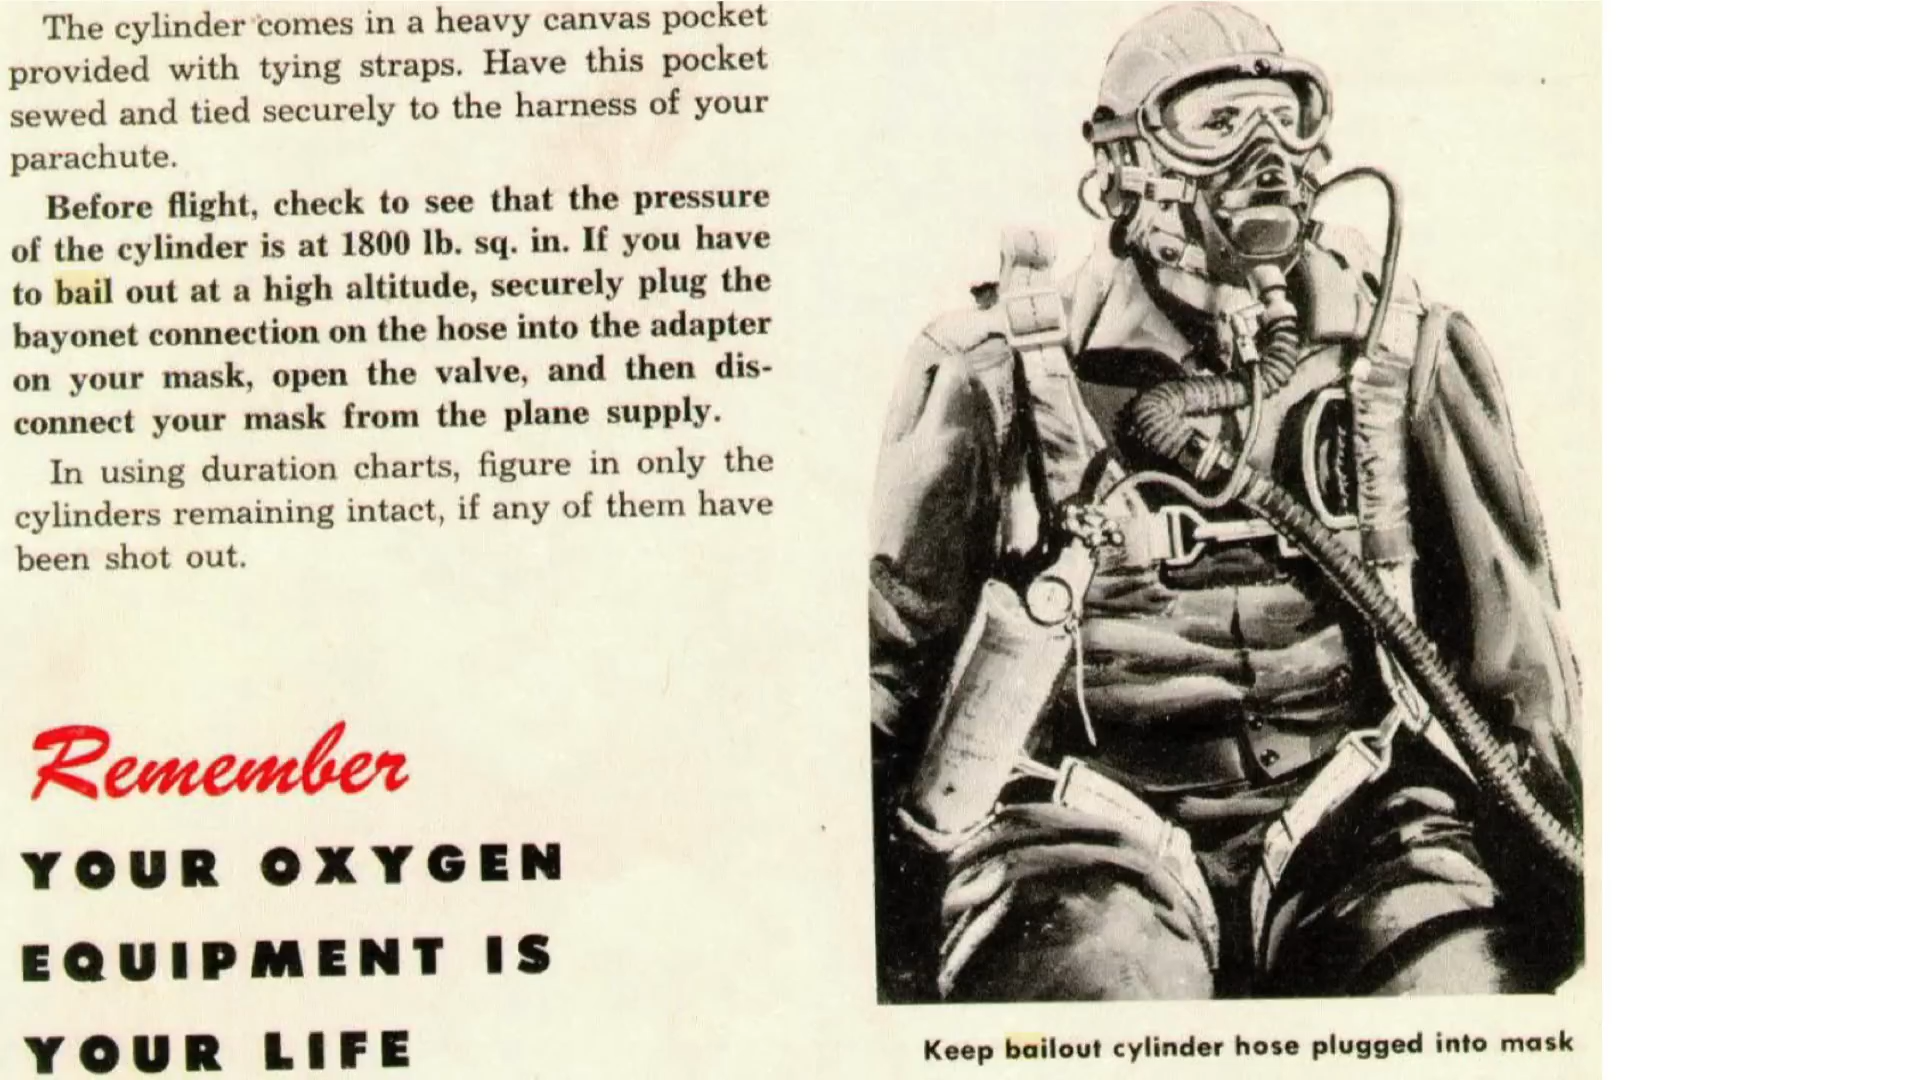 The cylinder comes in a heavy canvas pocket
provided with tying straps. Have this pocket
sewed and tied securely to the harness of your
parachute.
Before flight, check to see that the pressure
of the cylinder is at 1800 lb. sq. in. If you have
to bail out at a high altitude, securely plug the
bayonet connection on the hose into the adapter
on your mask, open the valve, and then dis-
connect your mask from the plane supply.
In using duration charts, figure in only the
cylinders remaining intact, if any of them have
been shot out.
Remember
YOUR OXYGEN
EQUIPMENT IS
YOUR LIFE
Keep bailout cylinder hose plugged into mask